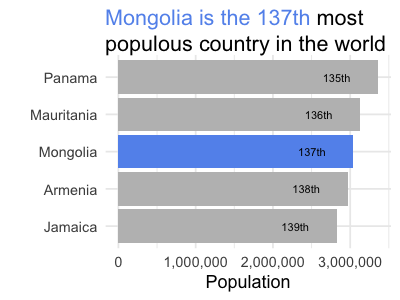 Mongolia is the 137th most
populous country in the world
Panama
135th
Mauritania
136th
Mongolia
137th
Armenia
138th
Jamaica
139th
0
1,000,000
2,000,000
3,000,000
Population